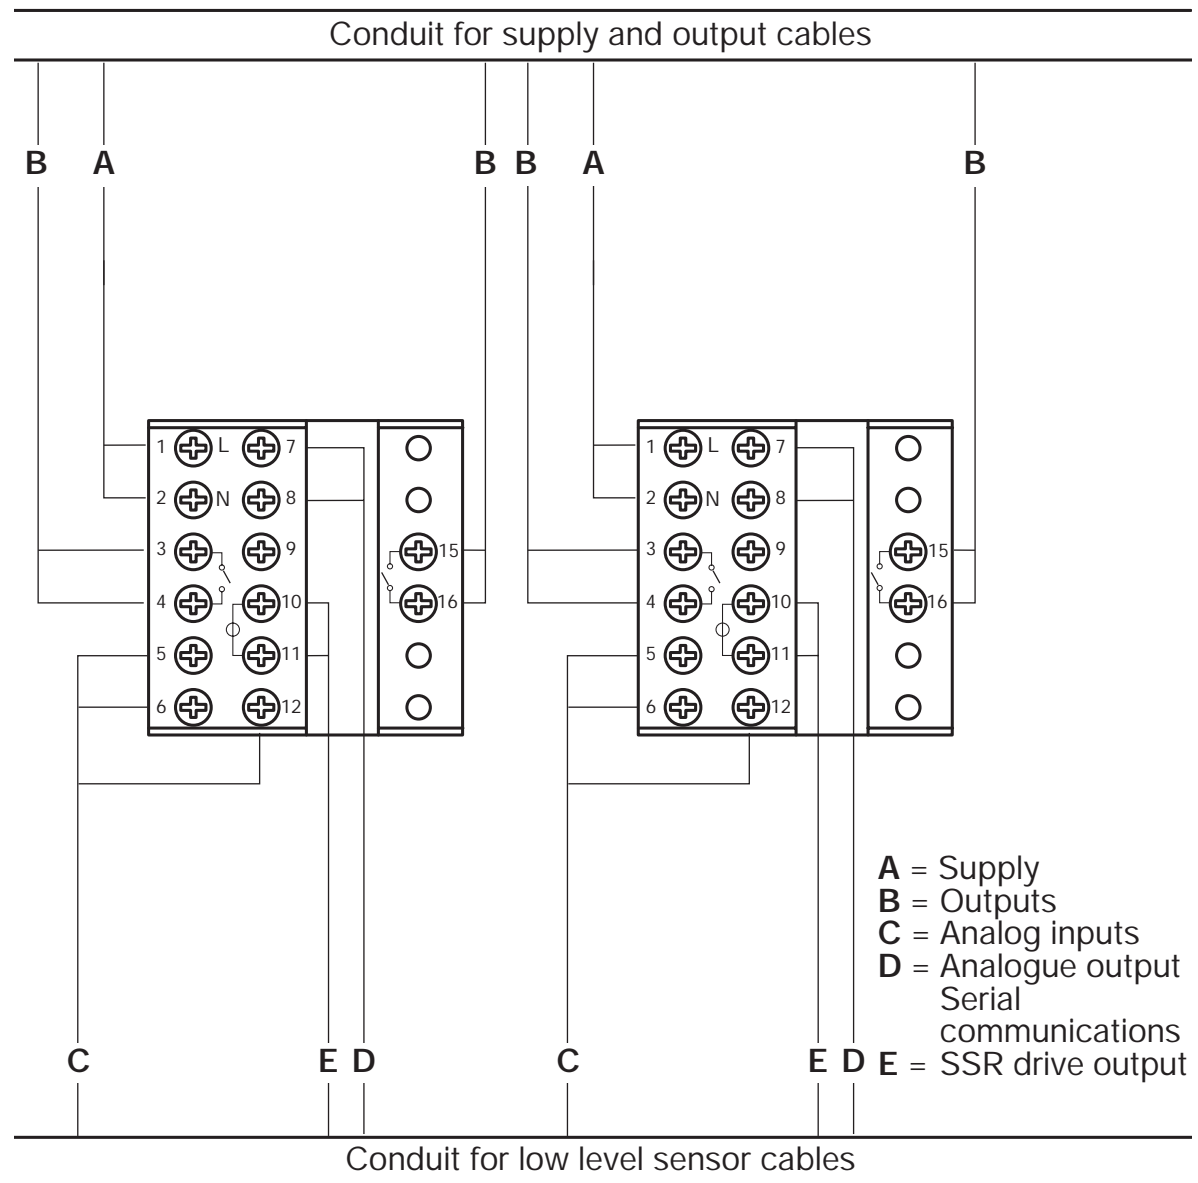 Conduit for supply and output cables
B A B B A B
1 L 7 1 L 7
2 N 8 2 N 8
3 9 15 3 9 15
4 10 16 4 10 16
5 11 5 11
6 12 6 12
A = Supply
B = Outputs
C = Analog inputs
D = Analogue output
Serial
communications
C E D C E D E = SSR drive output
Conduit for low level sensor cables